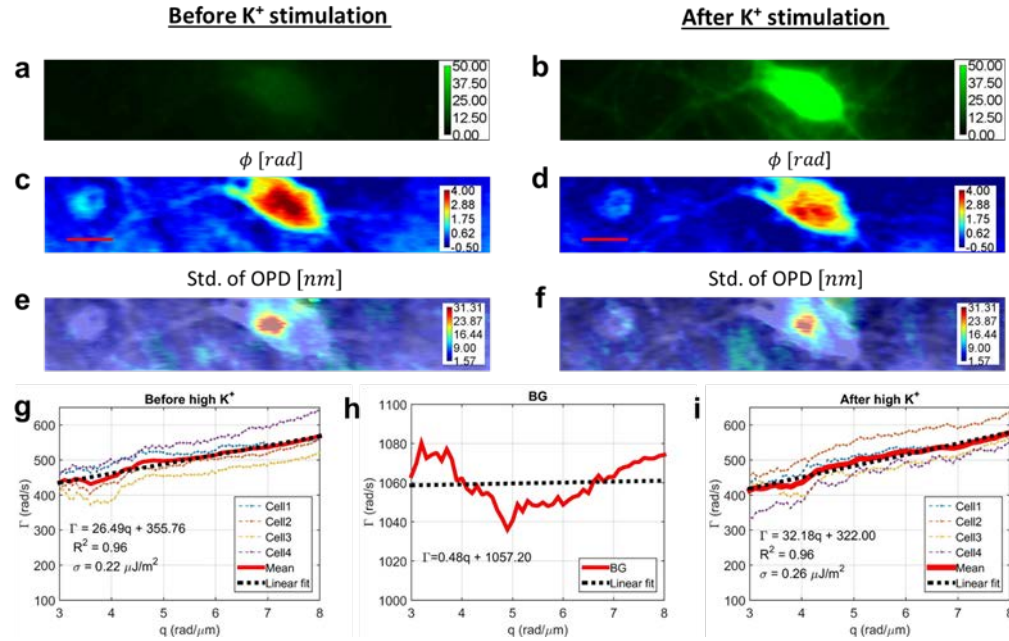 Before K⁺ stimulation
After K⁺ stimulation
a
50.00
37.50
25.00
12.50
0.00
b
50.00
37.50
25.00
12.50
0.00
ϕ [rad]
ϕ [rad]
c
4.00
2.88
1.75
0.62
-0.50
d
4.00
2.88
1.75
0.62
-0.50
Std. of OPD [nm]
Std. of OPD [nm]
e
31.31
23.87
16.44
9.00
1.57
f
31.31
23.87
16.44
9.00
1.57
g
Before high K⁺
600
500
400
300
200
100
Γ (rad/s)
Γ = 26.49q + 355.76
R² = 0.96
σ = 0.22 μJ/m²
Cell1
Cell2
Cell3
Cell4
Mean
Linear fit
3 4 5 6 7 8
q (rad/μm)
h
BG
1100
1080
1060
1040
1020
1000
Γ (rad/s)
Γ=0.48q + 1057.20
BG
Linear fit
3 4 5 6 7 8
q (rad/μm)
i
After high K⁺
600
500
400
300
200
100
Γ (rad/s)
Γ = 32.18q + 322.00
R² = 0.96
σ = 0.26 μJ/m²
Cell1
Cell2
Cell3
Cell4
Mean
Linear fit
3 4 5 6 7 8
q (rad/μm)